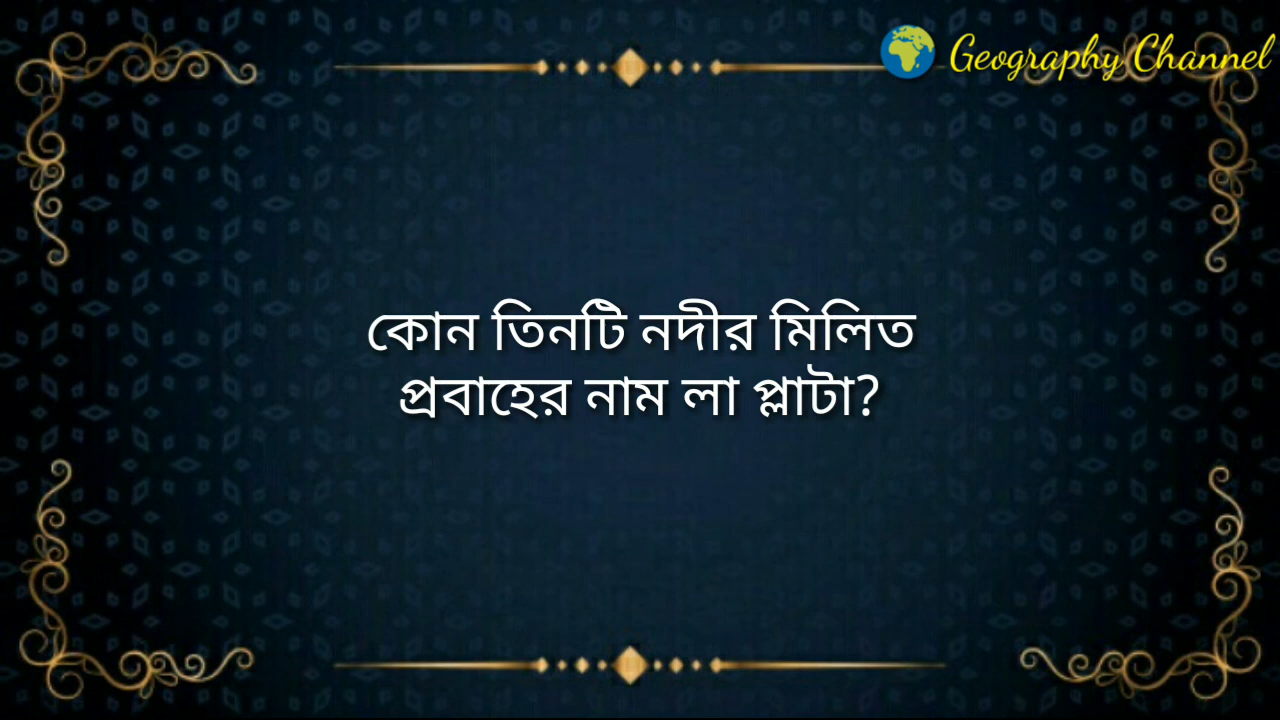 Geography Channel
কোন তিনটি নদীর মিলিত
প্রবাহের নাম লা প্লাটা?